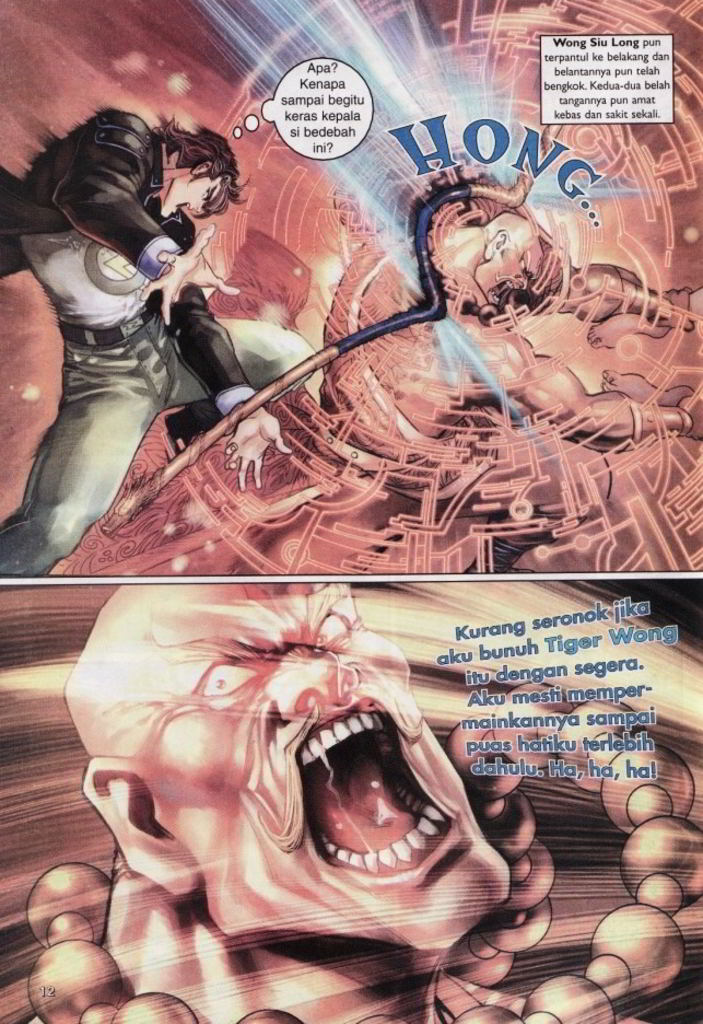 Wong Siu Long pun
terpantul ke belakang dan
belantannya pun telah
bengkok. Kedua-dua belah
tangannya pun amat
kebas dan sakit sekali.
Apa?
Kenapa
sampai begitu
keras kepala
si bedebah
ini?
HONG...
Kurang seronok jika
aku bunuh Tiger Wong
itu dengan segera.
Aku mesti memper-
mainkannya sampai
puas hatiku terlebih
dahulu. Ha, ha, ha!
12